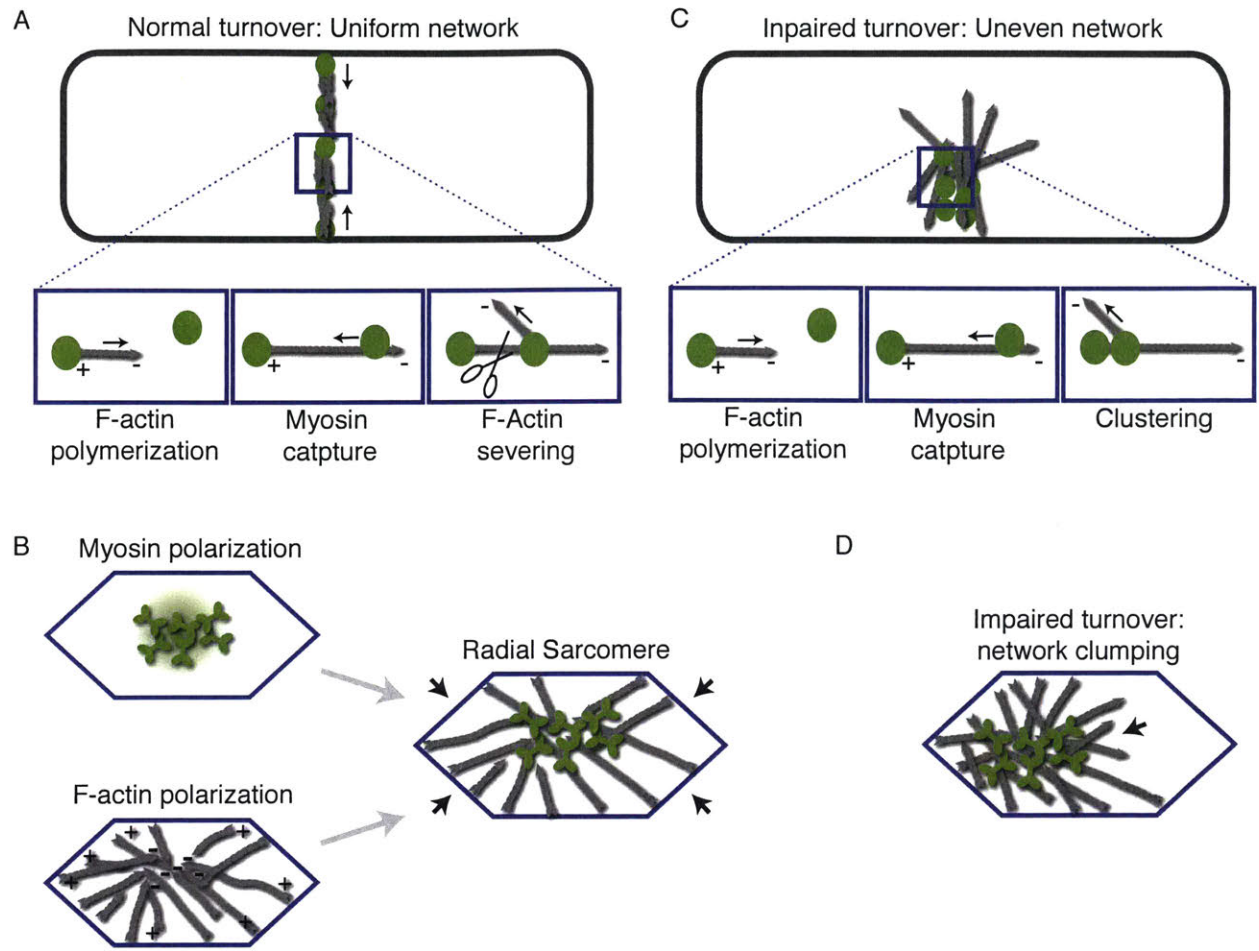 A
Normal turnover: Uniform network
+
-
+
-
-
-
F-actin
polymerization
Myosin
catpture
F-Actin
severing
C
Impaired turnover: Uneven network
+
-
+
-
-
-
F-actin
polymerization
Myosin
catpture
Clustering
B
Myosin polarization
F-actin polarization
+
+
+
+
+
+
+
-
-
-
-
-
-
Radial Sarcomere
D
Impaired turnover:
network clumping